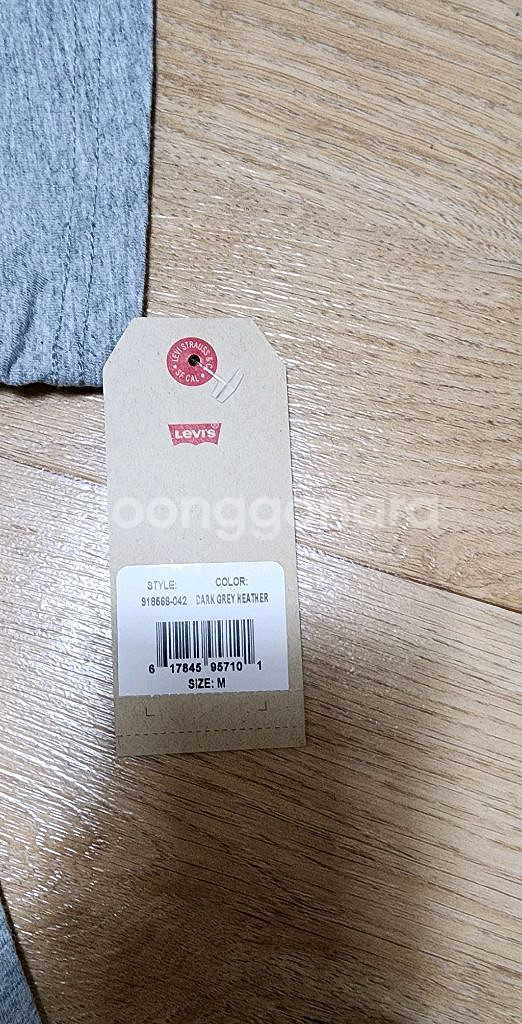 LEVI STRAUSS & CO
SF CAL
Levi's®
joonggonara
STYLE: COLOR:
918568-042 DARK GREY HEATHER
6 17845 95710 1
SIZE: M